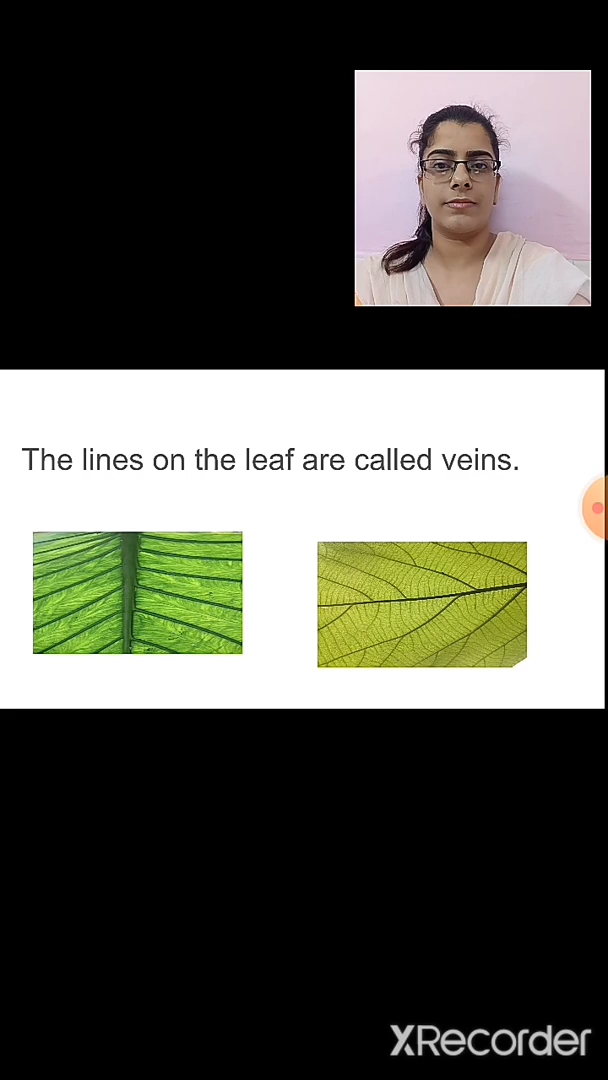 The lines on the leaf are called veins.
XRecorder